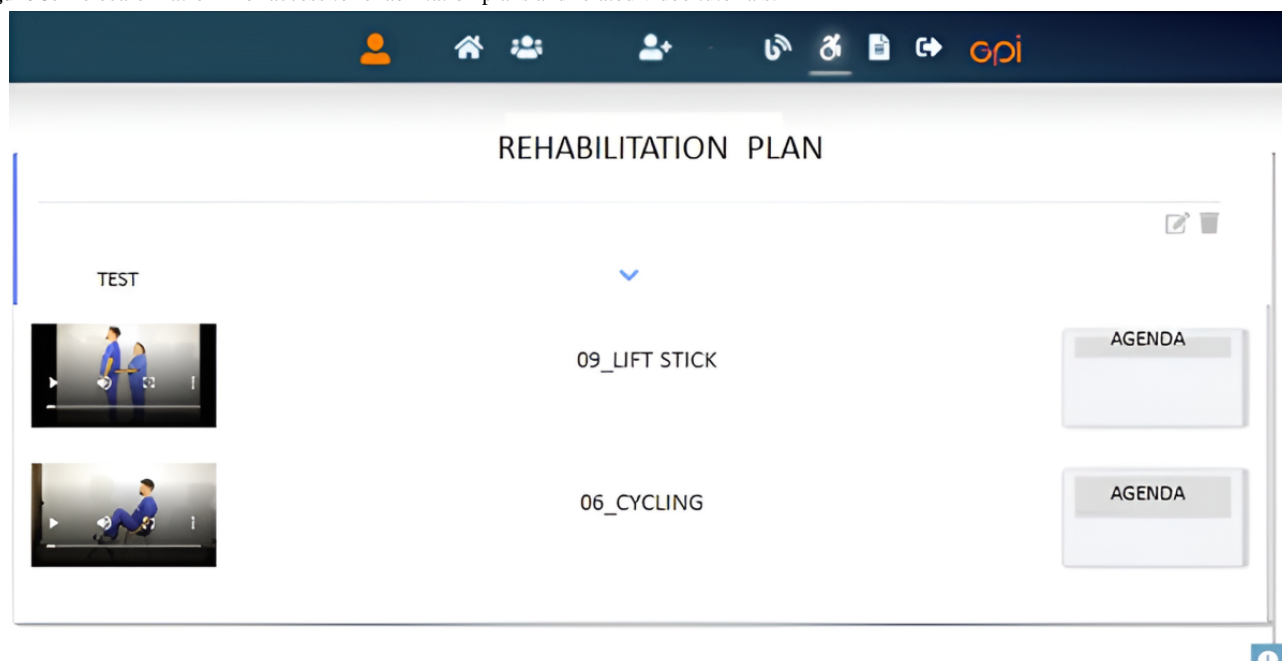 GPI
REHABILITATION PLAN
TEST
09_LIFT STICK
AGENDA
06_CYCLING
AGENDA